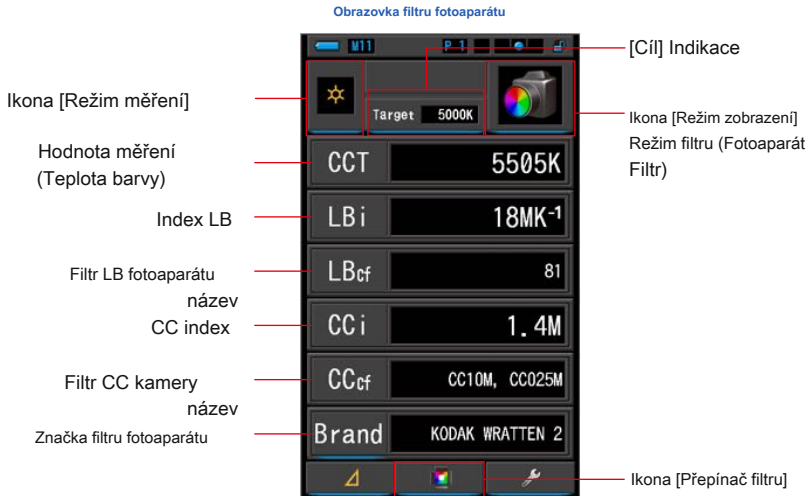 Obrazovka filtru fotoaparátu
M11 P 1
[Cíl] Indikace
Ikona [Režim měření]
Target 5000K
Ikona [Režim zobrazení]
Režim filtru (Fotoaparát
Filtr)
Hodnota měření
(Teplota barvy)
CCT 5505K
Index LB
LBi 18MK⁻¹
Filtr LB fotoaparátu
název
LBcf 81
CC index
CCi 1.4M
Filtr CC kamery
název
CCcf CC10M, CC025M
Značka filtru fotoaparátu
Brand KODAK WRATTEN 2
Ikona [Přepínač filtru]